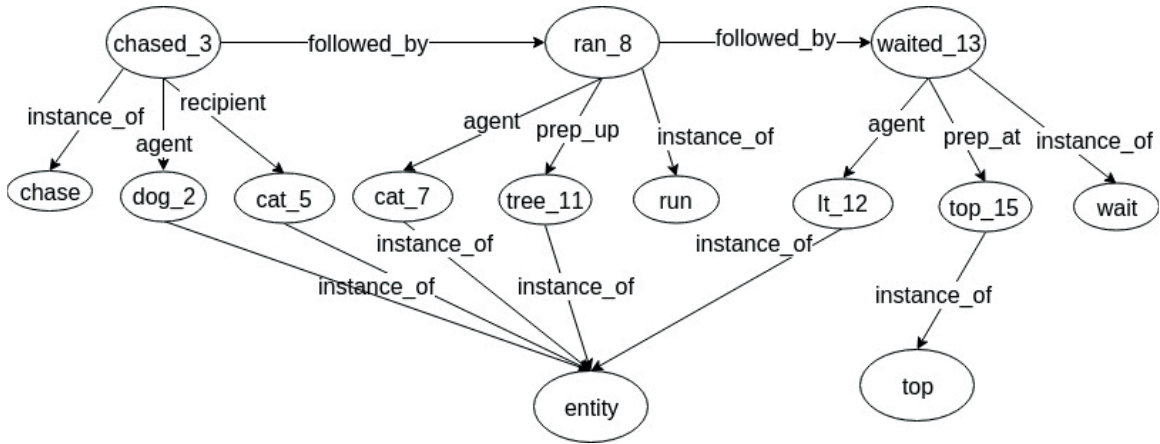 chased_3 followed_by ran_8 followed_by waited_13
instance_of agent recipient agent prep_up instance_of agent prep_at instance_of
chase dog_2 cat_5 cat_7 tree_11 run It_12 top_15 wait
instance_of instance_of instance_of instance_of instance_of
entity top